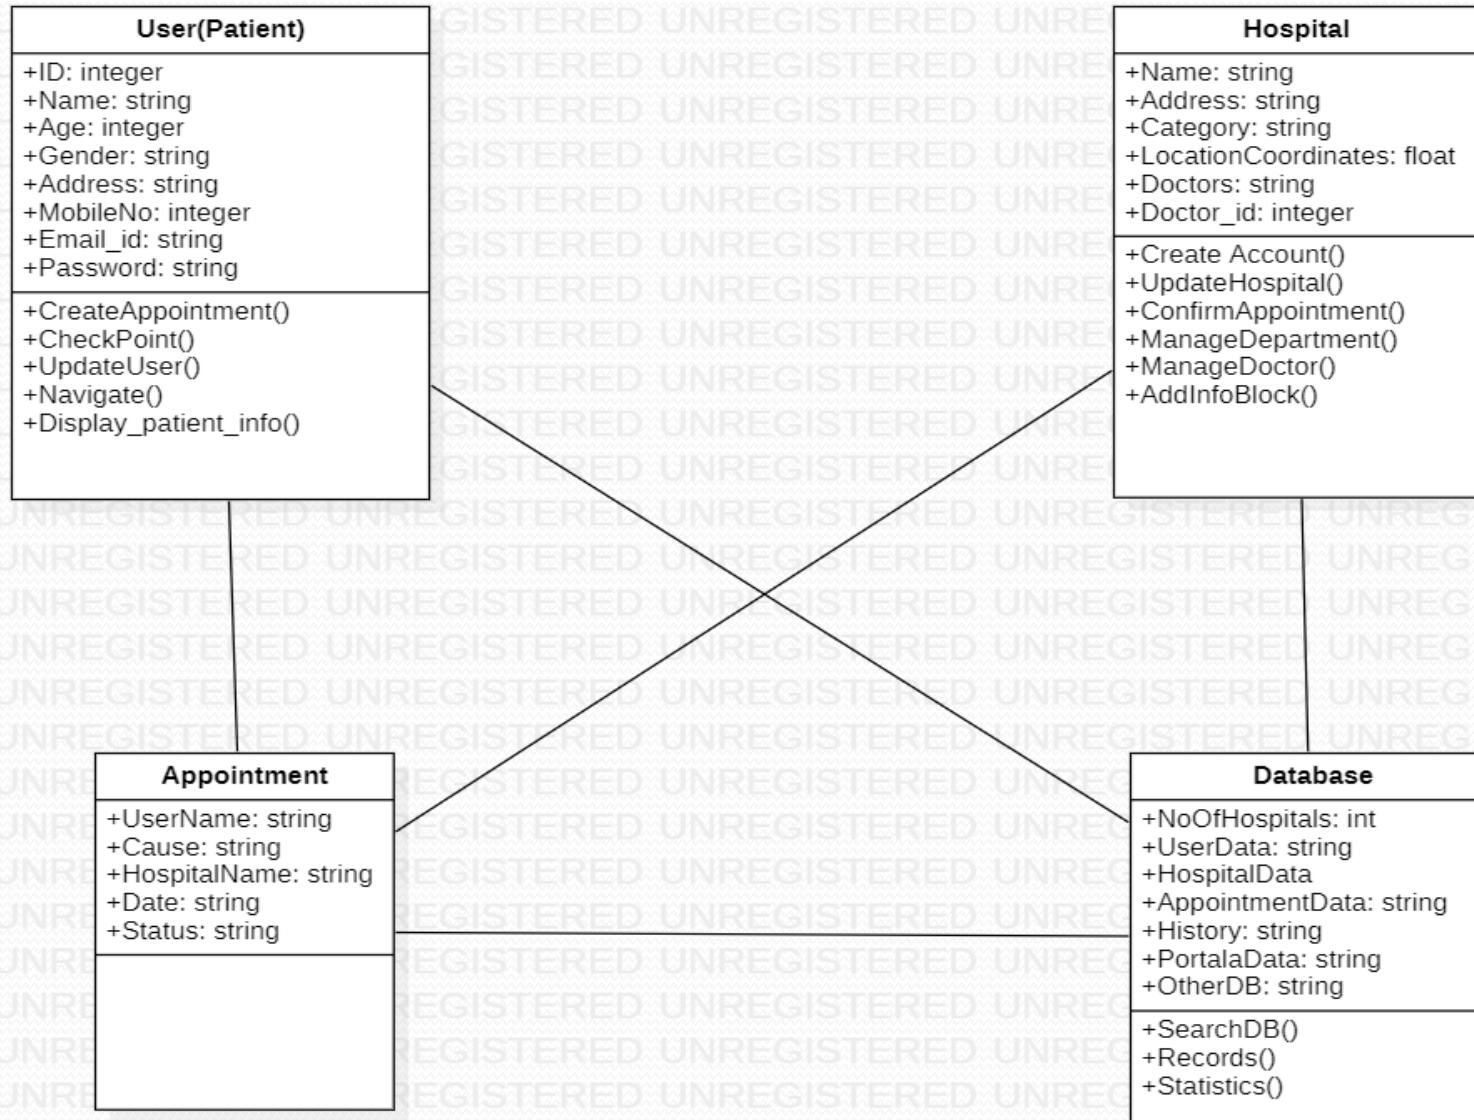 User(Patient)
+ID: integer
+Name: string
+Age: integer
+Gender: string
+Address: string
+MobileNo: integer
+Email_id: string
+Password: string
+CreateAppointment()
+CheckPoint()
+UpdateUser()
+Navigate()
+Display_patient_info()
Hospital
+Name: string
+Address: string
+Category: string
+LocationCoordinates: float
+Doctors: string
+Doctor_id: integer
+Create Account()
+UpdateHospital()
+ConfirmAppointment()
+ManageDepartment()
+ManageDoctor()
+AddInfoBlock()
Appointment
+UserName: string
+Cause: string
+HospitalName: string
+Date: string
+Status: string
Database
+NoOfHospitals: int
+UserData: string
+HospitalData
+AppointmentData: string
+History: string
+PortalaData: string
+OtherDB: string
+SearchDB()
+Records()
+Statistics()
UNREGISTERED